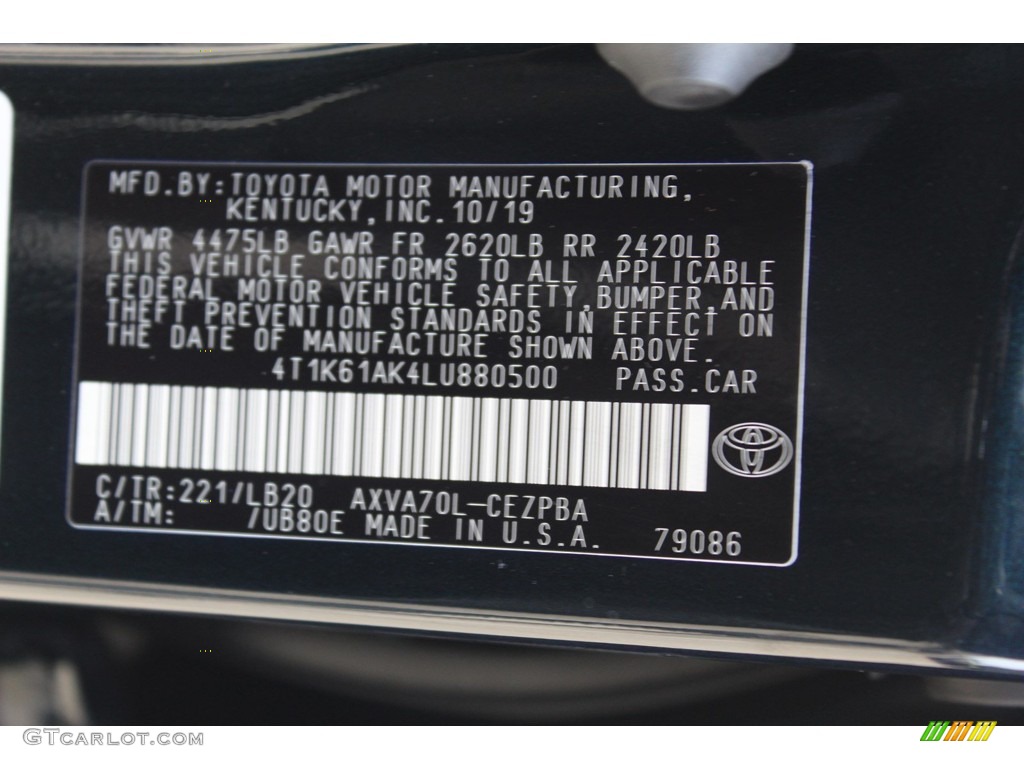 MFD.BY:TOYOTA MOTOR MANUFACTURING,
KENTUCKY,INC.10/19
GVWR 4475LB GAWR FR 2620LB RR 2420LB
THIS VEHICLE CONFORMS TO ALL APPLICABLE
FEDERAL MOTOR VEHICLE SAFETY,BUMPER,AND
THEFT PREVENTION STANDARDS IN EFFECT ON
THE DATE OF MANUFACTURE SHOWN ABOVE.
4T1K61AK4LU880500 PASS.CAR
C/TR:221/LB20 AXVA70L-CEZPBA
A/TM: 7UB80E MADE IN U.S.A. 79086
GTCarLot.com